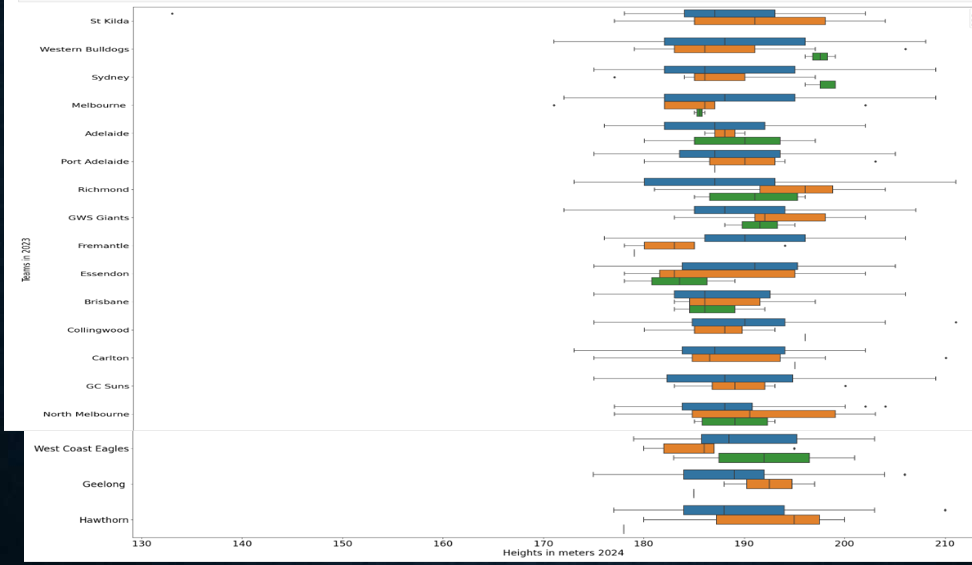 St Kilda
Western Bulldogs
Sydney
Melbourne
Adelaide
Port Adelaide
Richmond
GWS Giants
Teams in 2023
Fremantle
Essendon
Brisbane
Collingwood
Carlton
GC Suns
North Melbourne
West Coast Eagles
Geelong
Hawthorn
130 140 150 160 170 180 190 200 210
Heights in meters 2024